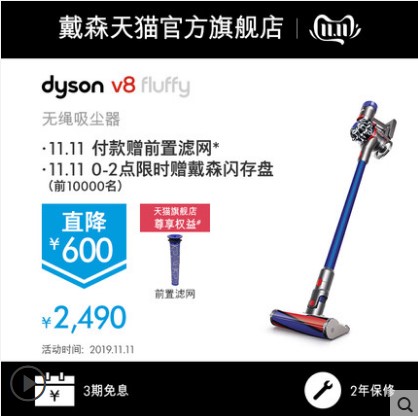 戴森天猫官方旗舰店
11.11
dyson v8 fluffy
无绳吸尘器
·11.11 付款赠前置滤网*
·11.11 0-2点限时赠戴森闪存盘
（前10000名）
直降
¥600
天猫旗舰店
尊享权益#
前置滤网
¥2,490
活动时间: 2019.11.11
¥
3期免息
2年保修